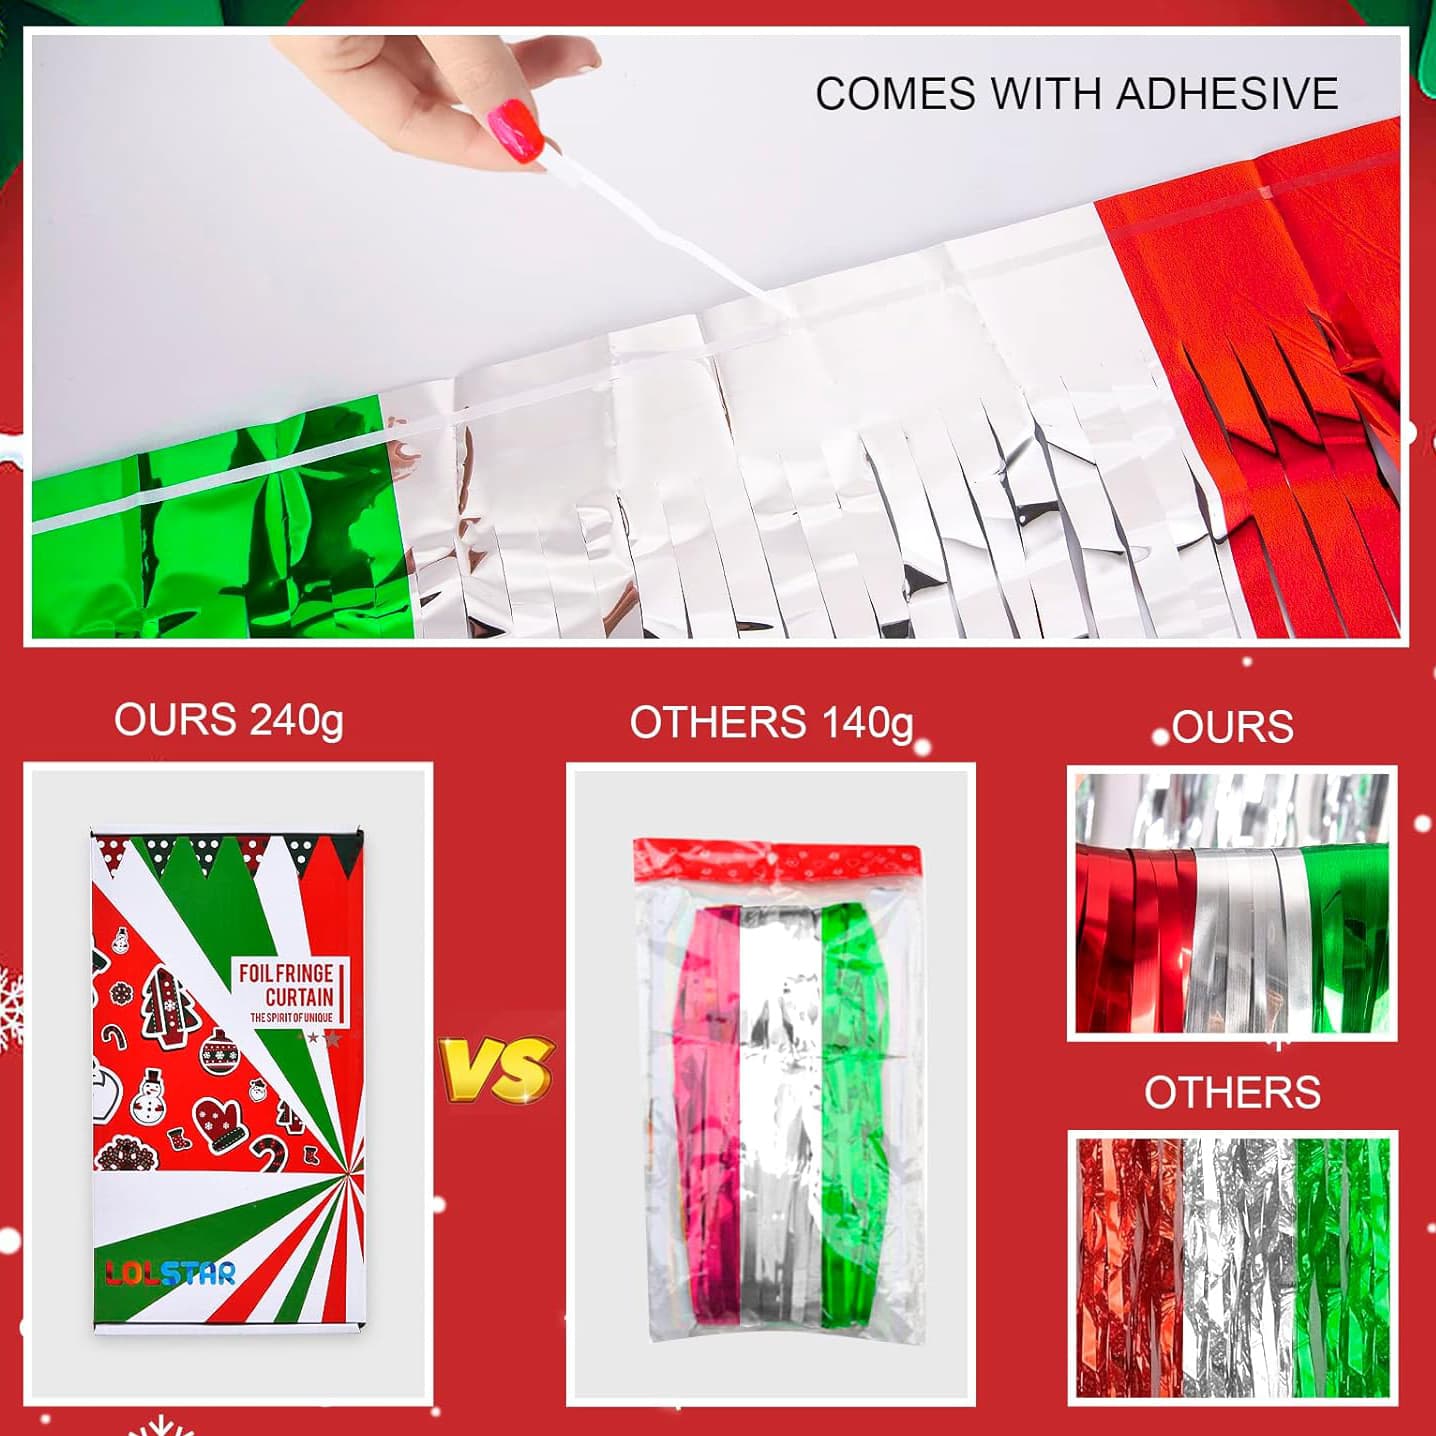 COMES WITH ADHESIVE
OURS 240g
OTHERS 140g
OURS
FOIL FRINGE
CURTAIN
THE SPIRIT OF UNIQUE
VS
OTHERS
LOLSTAR